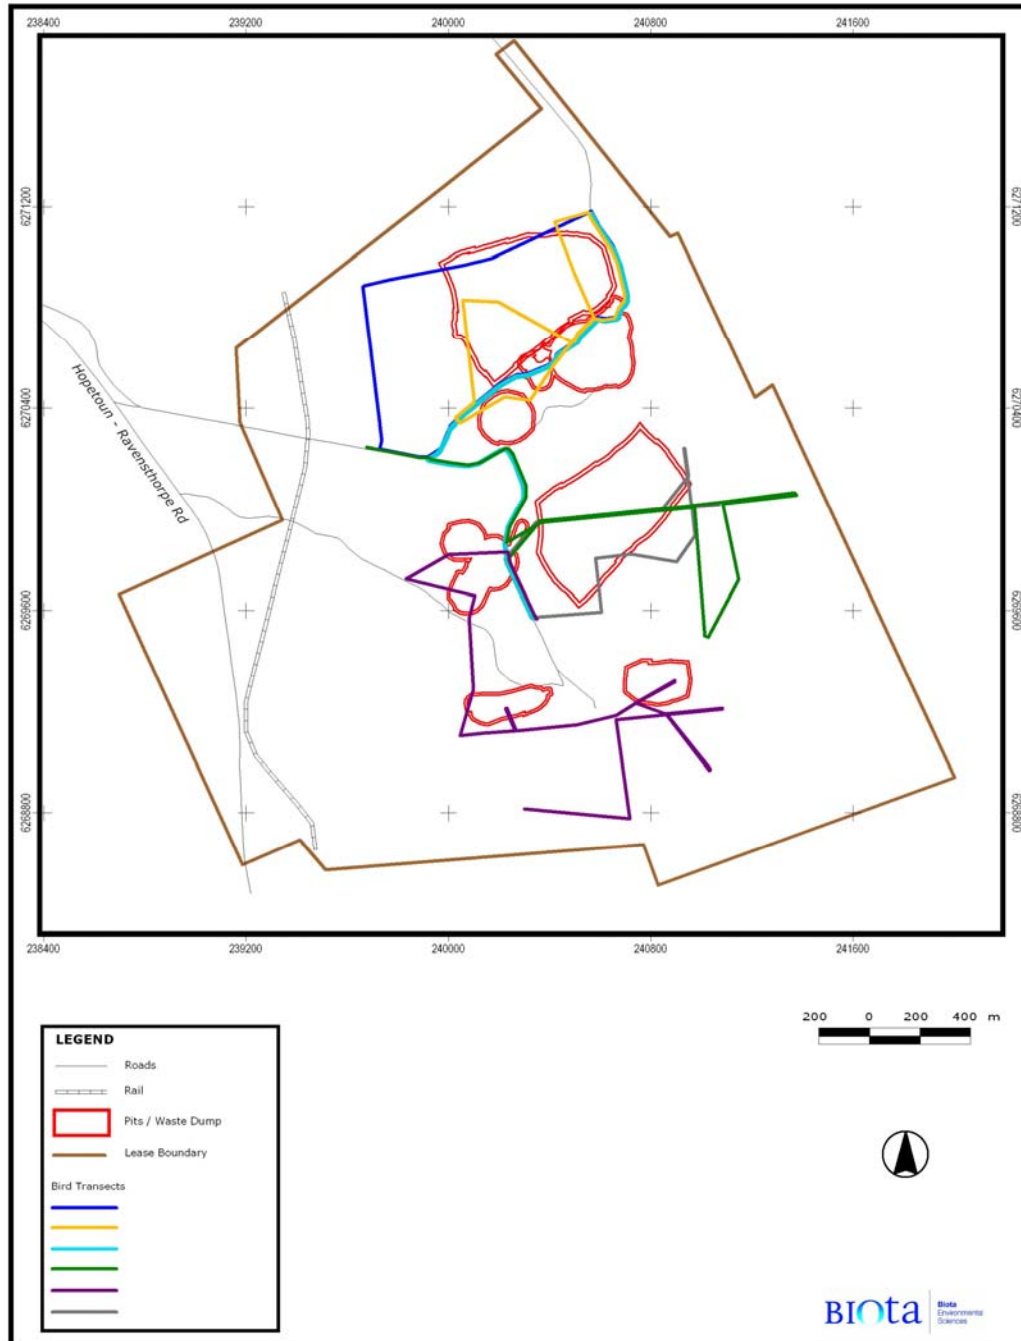 238400 239200 240000 240800 241600
6271200 6271200
6270400 6270400
Hopetoun - Ravensthorpe Rd
6269600 6269600
6268800 6268800
238400 239200 240000 240800 241600
200 0 200 400 m
LEGEND
Roads
Rail
Pits / Waste Dump
Lease Boundary
Bird Transects
BIOta
Biota
Environmental
Sciences